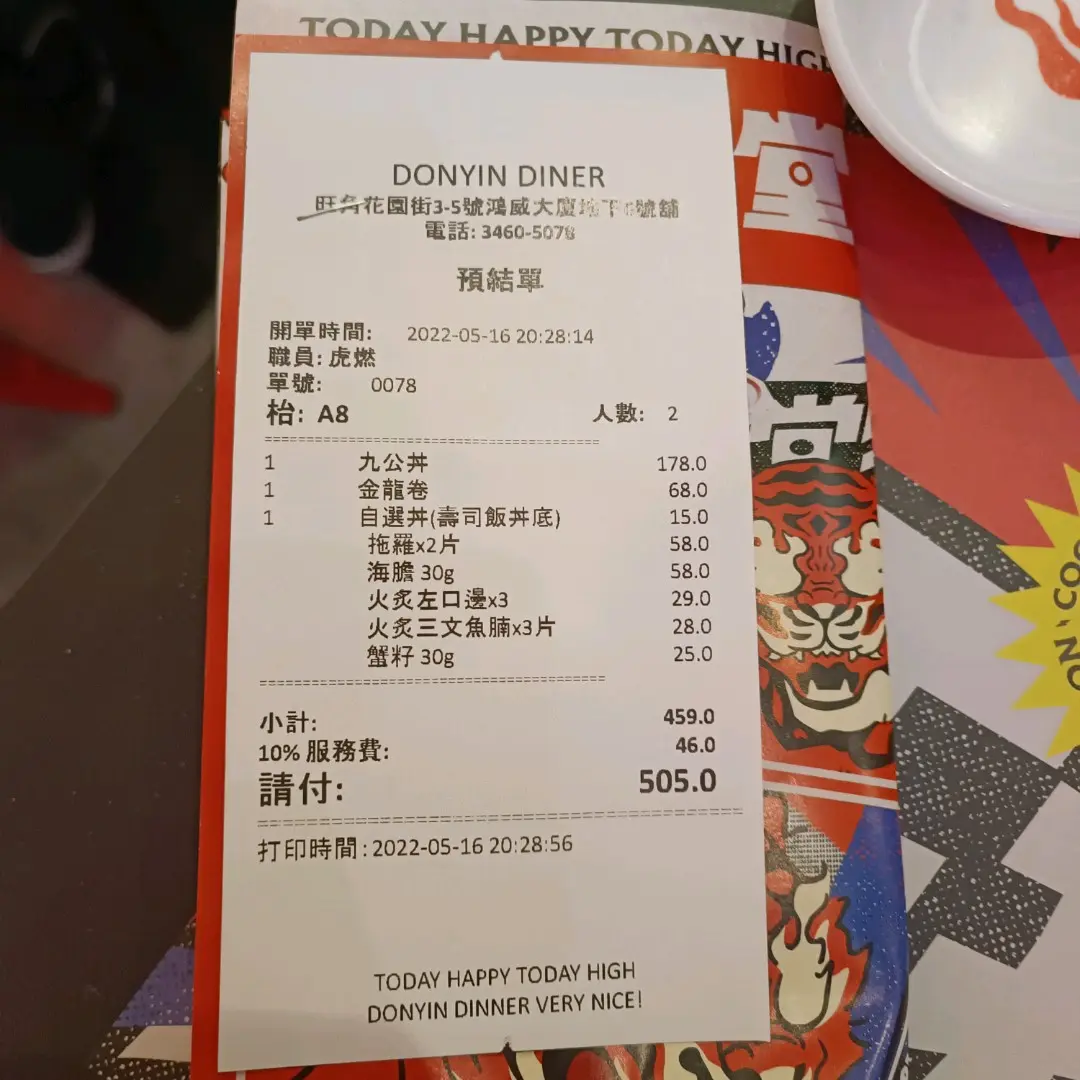 TODAY HAPPY TODAY HIGH
堂
DONYIN DINER
旺角花園街3-5號鴻威大廈地下 號舖
電話: 3460-5078
預結單
開單時間: 2022-05-16 20:28:14
職員: 虎燃
單號: 0078
枱: A8 人數: 2
1 九公丼 178.0
1 金龍卷 68.0
1 自選丼(壽司飯丼底) 15.0
拖羅x2片 58.0
海膽 30g 58.0
火炙左口邊x3 29.0
火炙三文魚腩x3片 28.0
蟹籽 30g 25.0
小計: 459.0
10% 服務費: 46.0
請付: 505.0
打印時間:2022-05-16 20:28:56
TODAY HAPPY TODAY HIGH
DONYIN DINNER VERY NICE!